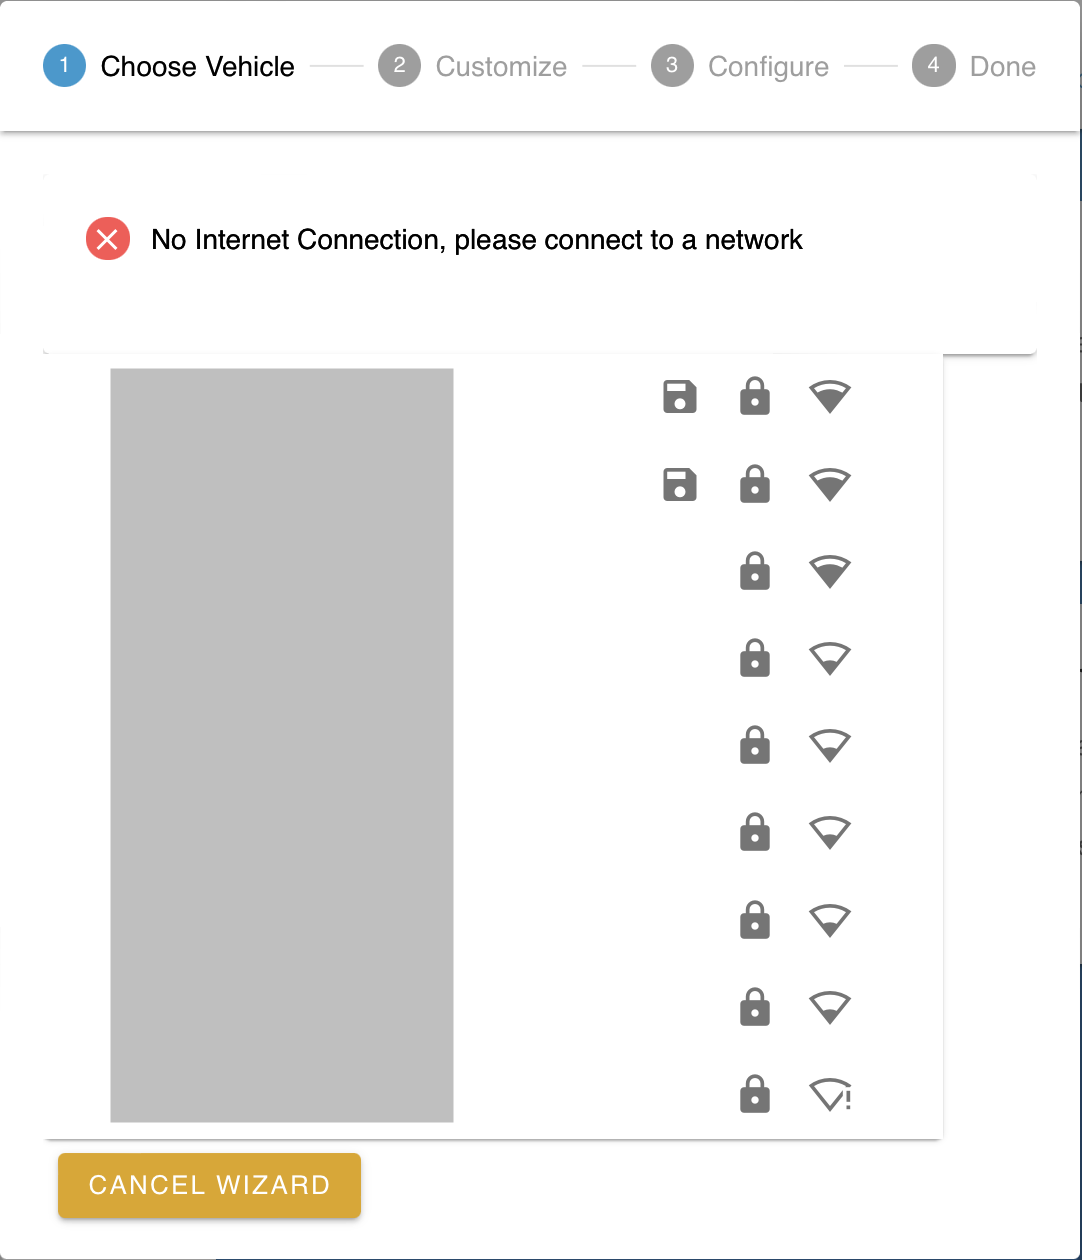 1 Choose Vehicle 2 Customize 3 Configure 4 Done
No Internet Connection, please connect to a network
CANCEL WIZARD